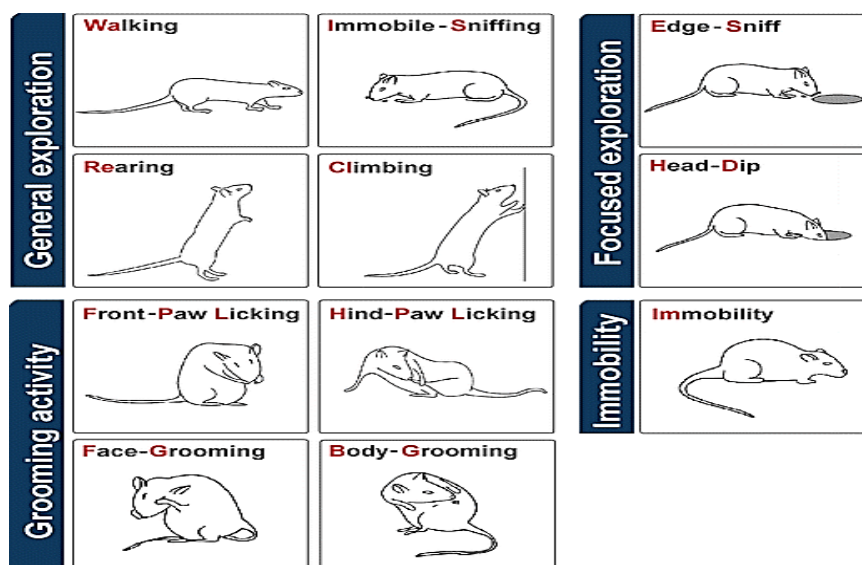 General exploration
Walking
Immobile-Sniffing
Rearing
Climbing
Focused exploration
Edge-Sniff
Head-Dip
Grooming activity
Front-Paw Licking
Hind-Paw Licking
Face-Grooming
Body-Grooming
Immobility
Immobility